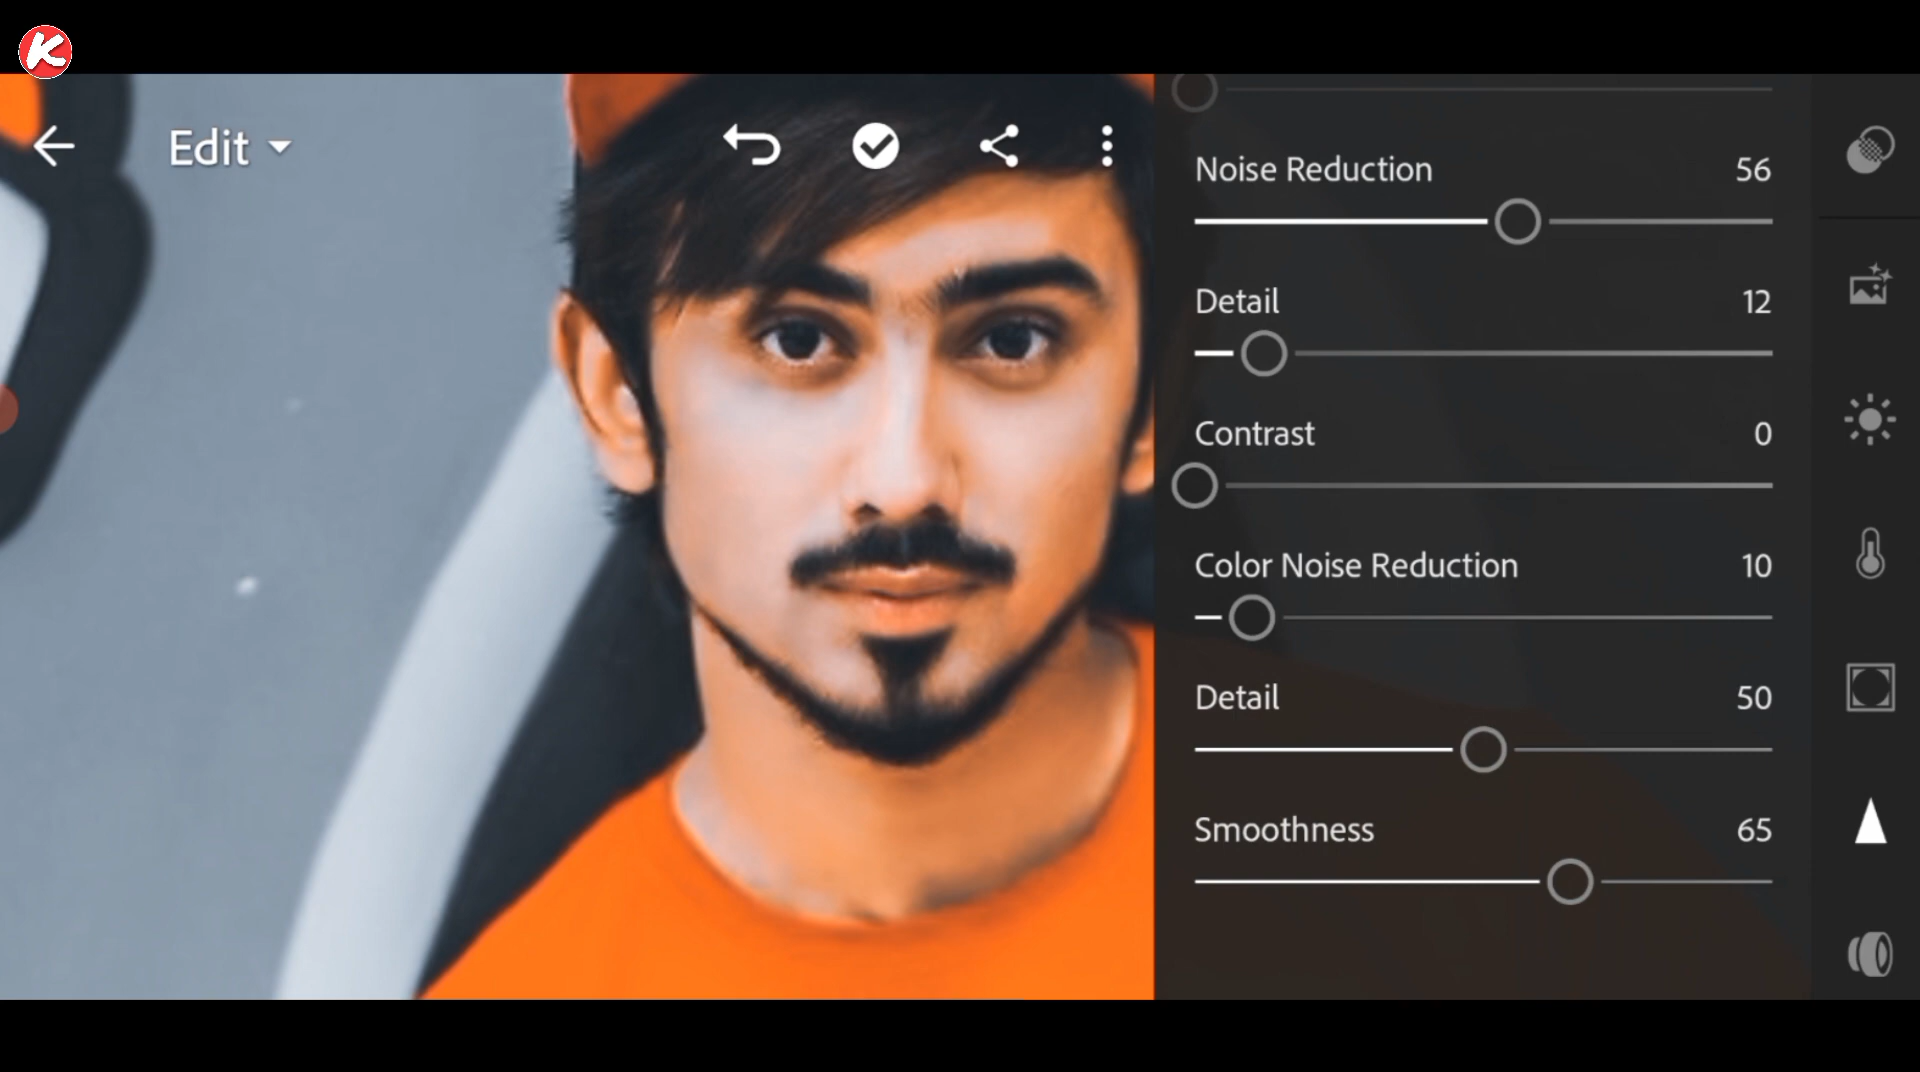 K
Edit
Noise Reduction 56
Detail 12
Contrast 0
Color Noise Reduction 10
Detail 50
Smoothness 65